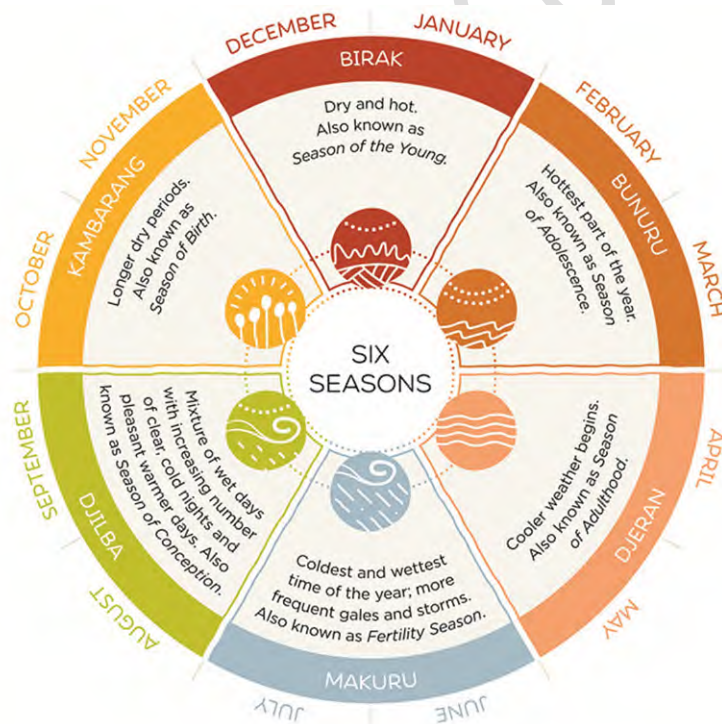 DECEMBER
JANUARY
BIRAK
Dry and hot.
Also known as
Season of the Young.
FEBRUARY
MARCH
BUNURU
Hottest part of the year.
Also known as Season
of Adolescence.
APRIL
MAY
DJERAN
Cooler weather begins.
Also known as Season
of Adulthood.
JUNE
JULY
MAKURU
Coldest and wettest
time of the year; more
frequent gales and storms.
Also known as Fertility Season.
AUGUST
SEPTEMBER
DJILBA
Mixture of wet days
with increasing number
of clear, cold nights and
pleasant warmer days. Also
known as Season of Conception.
OCTOBER
NOVEMBER
KAMBARANG
Longer dry periods.
Also known as
Season of Birth.
SIX
SEASONS